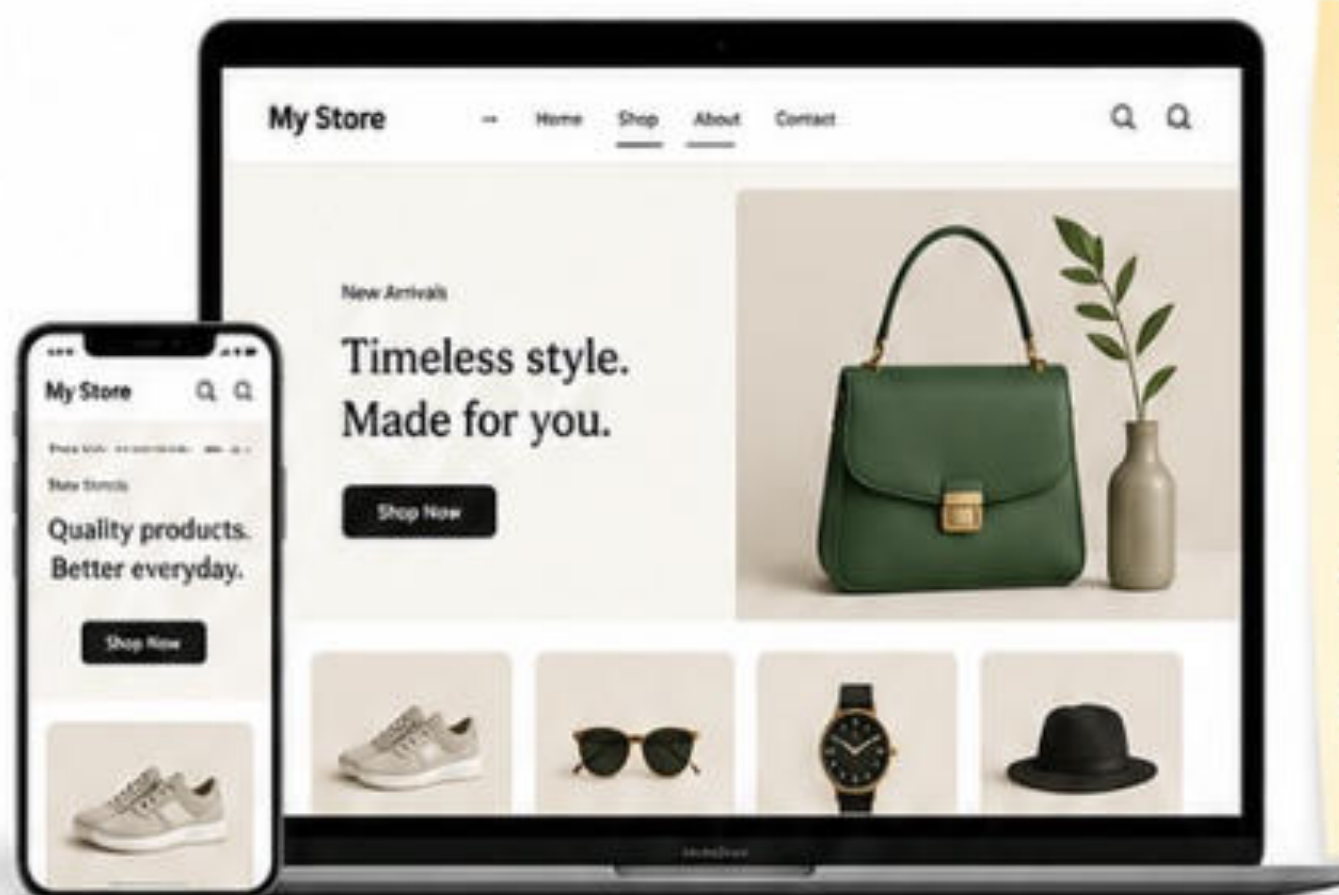 My Store
Home Shop About Contact
New Arrivals
Timeless style.
Made for you.
Shop Now
My Store
Quality products.
Better everyday.
Shop Now